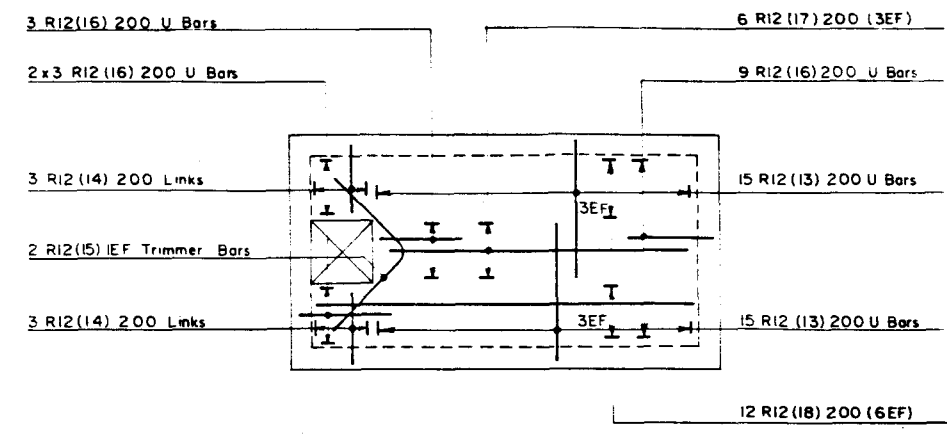 3 R12(16) 200 U Bars
6 R12(17) 200 (3EF)
2x3 R12(16) 200 U Bars
9 R12(16) 200 U Bars
3 R12(14) 200 Links
15 R12(13) 200 U Bars
3EF
2 R12(15) 1EF Trimmer Bars
3 R12(14) 200 Links
3EF
15 R12 (13) 200 U Bars
12 R12(18) 200 (6EF)